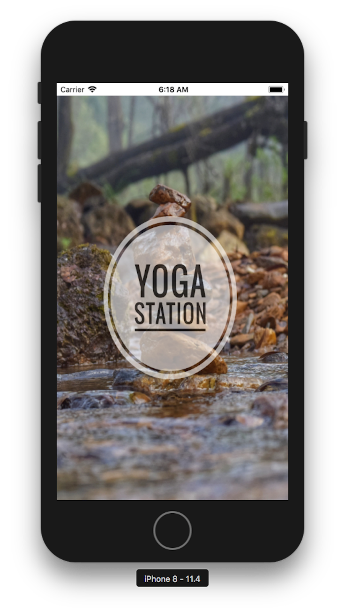 Carrier 6:18 AM
YOGA
STATION
iPhone 8 - 11.4